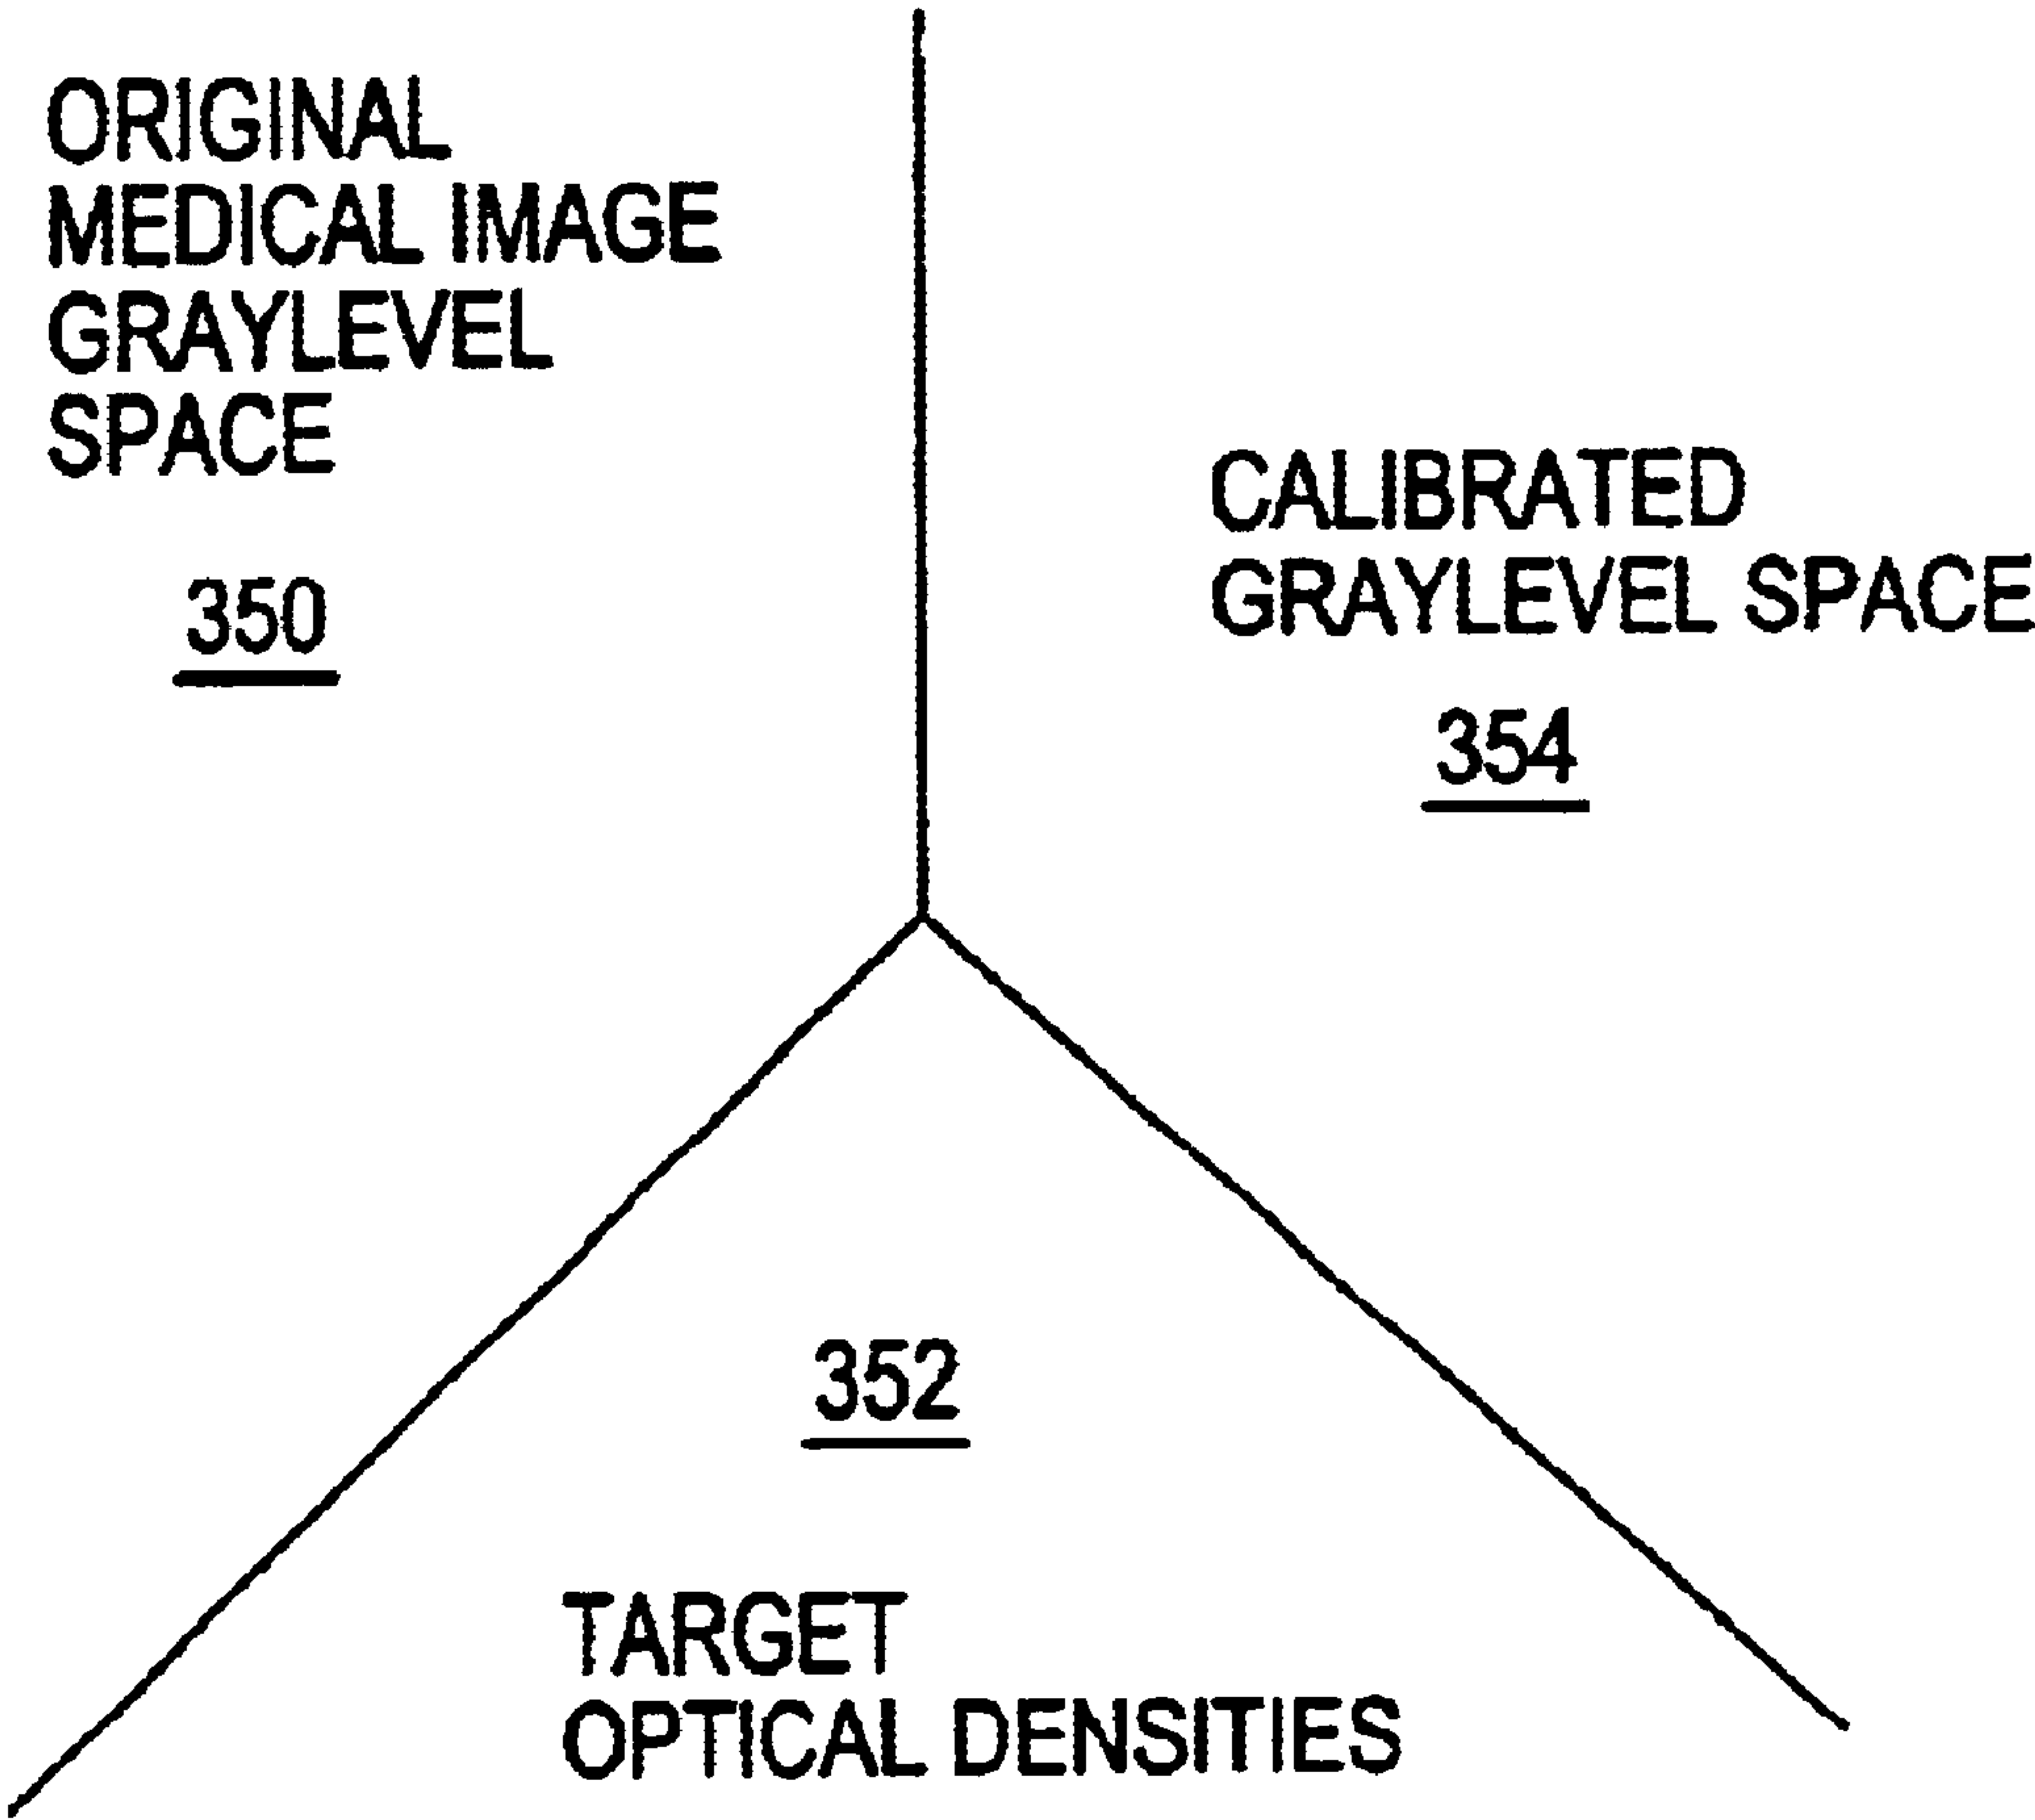 ORIGINAL
MEDICAL IMAGE
GRAYLEVEL
SPACE
350
CALIBRATED
GRAYLEVEL SPACE
354
352
TARGET
OPTICAL DENSITIES